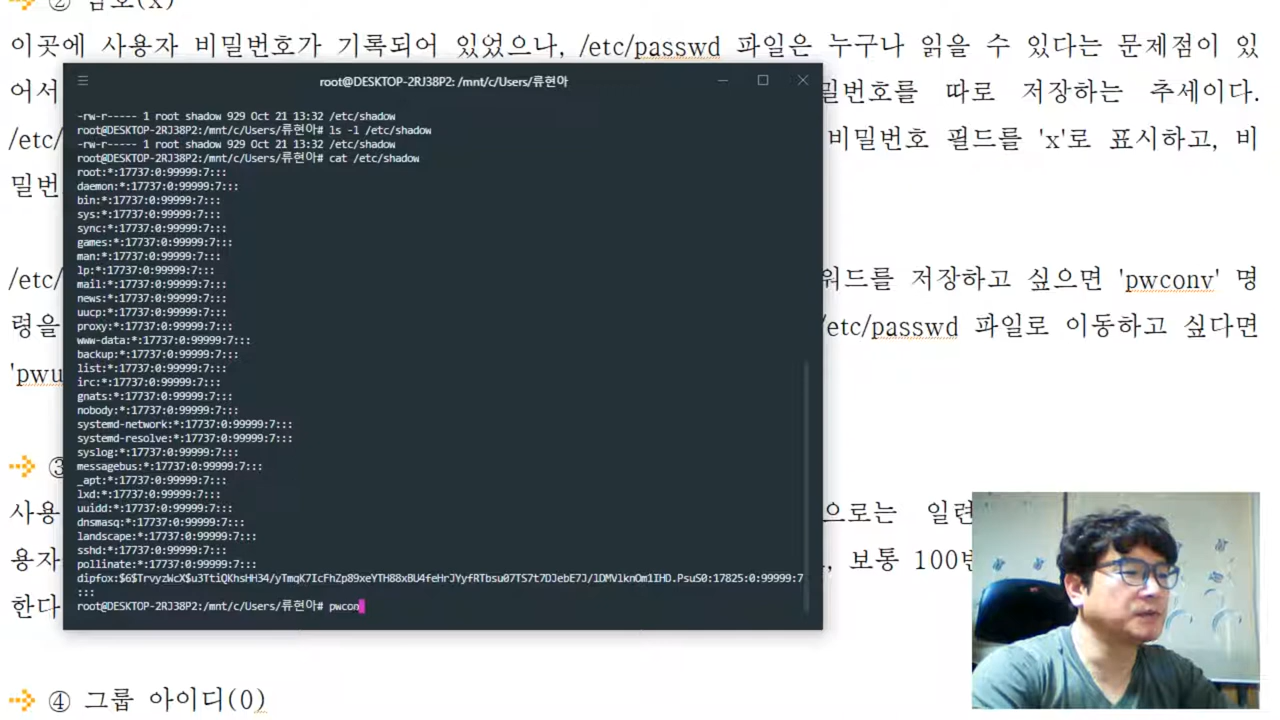 ② 암호(x)
이곳에 사용자 비밀번호가 기록되어 있었으나, /etc/passwd 파일은 누구나 읽을 수 있다는 문제점이 있
어서
밀번호를 따로 저장하는 추세이다.
/etc/
비밀번호 필드를 'x'로 표시하고, 비
밀번
/etc/
워드를 저장하고 싶으면 'pwconv' 명
령을
/etc/passwd 파일로 이동하고 싶다면
'pwu
③
사용
으로는 일련
용자
보통 100번
한다
④ 그룹 아이디(0)
root@DESKTOP-2RJ38P2: /mnt/c/Users/류현아
-rw-r----- 1 root shadow 929 Oct 21 13:32 /etc/shadow
root@DESKTOP-2RJ38P2:/mnt/c/Users/류현아# ls -l /etc/shadow
-rw-r----- 1 root shadow 929 Oct 21 13:32 /etc/shadow
root@DESKTOP-2RJ38P2:/mnt/c/Users/류현아# cat /etc/shadow
root:*:17737:0:99999:7:::
daemon:*:17737:0:99999:7:::
bin:*:17737:0:99999:7:::
sys:*:17737:0:99999:7:::
sync:*:17737:0:99999:7:::
games:*:17737:0:99999:7:::
man:*:17737:0:99999:7:::
lp:*:17737:0:99999:7:::
mail:*:17737:0:99999:7:::
news:*:17737:0:99999:7:::
uucp:*:17737:0:99999:7:::
proxy:*:17737:0:99999:7:::
www-data:*:17737:0:99999:7:::
backup:*:17737:0:99999:7:::
list:*:17737:0:99999:7:::
irc:*:17737:0:99999:7:::
gnats:*:17737:0:99999:7:::
nobody:*:17737:0:99999:7:::
systemd-network:*:17737:0:99999:7:::
systemd-resolve:*:17737:0:99999:7:::
syslog:*:17737:0:99999:7:::
messagebus:*:17737:0:99999:7:::
_apt:*:17737:0:99999:7:::
lxd:*:17737:0:99999:7:::
uuidd:*:17737:0:99999:7:::
dnsmasq:*:17737:0:99999:7:::
landscape:*:17737:0:99999:7:::
sshd:*:17737:0:99999:7:::
pollinate:*:17737:0:99999:7:::
dipfox:$6$TrvyzWcX$u3TtiQKhsHH34/yTmqK7IcFhZp89xeYTH88xBU4feHrJYyfRTbsu07TS7t7DJebE7J/lDMVlknOm1IHD.PsuS0:17825:0:99999:7
:::
root@DESKTOP-2RJ38P2:/mnt/c/Users/류현아# pwcon